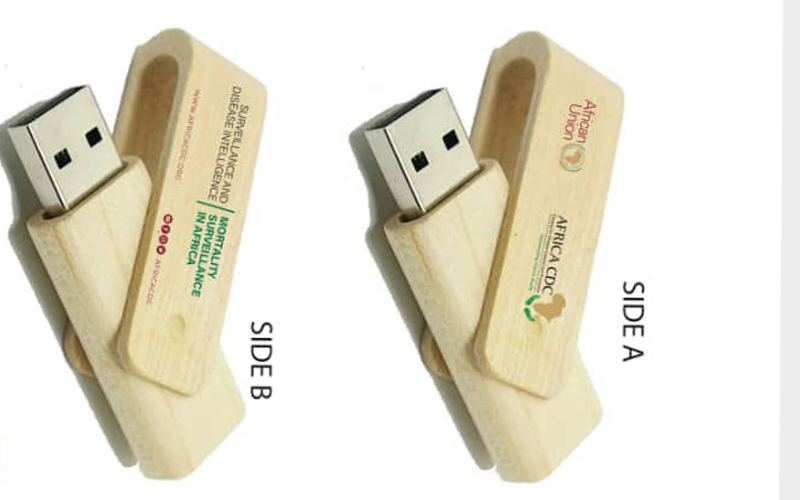 SURVEILLANCE AND
DISEASE INTELLIGENCE
MORTALITY
SURVEILLANCE
IN AFRICA
WWW.AFRICACDC.ORG
AFRICACDC
SIDE B
African
Union
AFRICA CDC
SIDE A